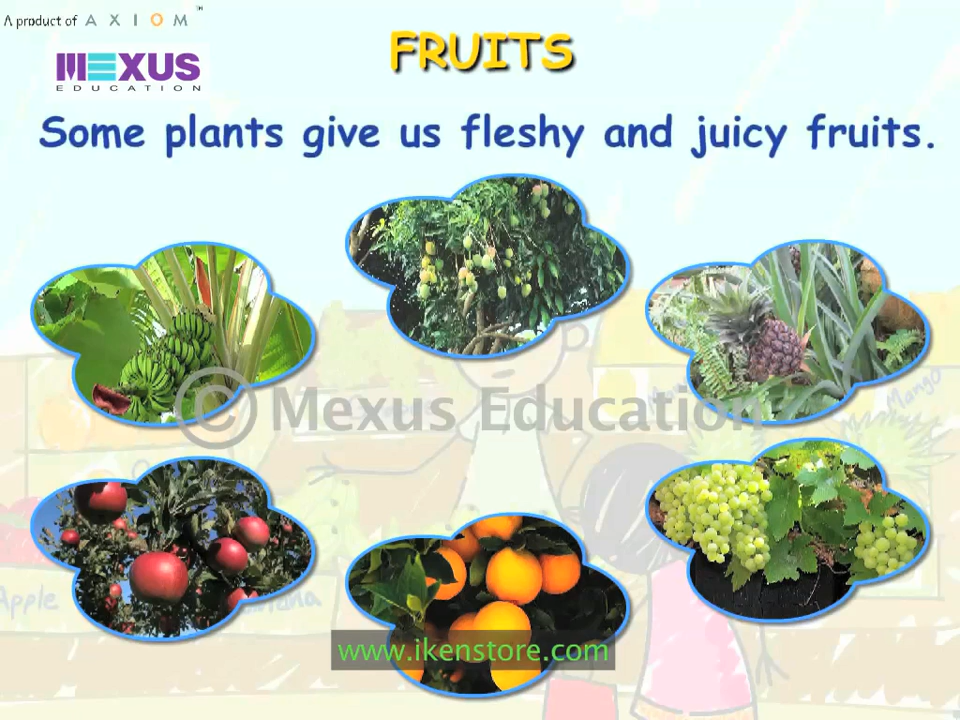 A product of AXIOM™
MEXUS
EDUCATION
FRUITS
Some plants give us fleshy and juicy fruits.
© Mexus Education
Mango
Apple
www.ikenstore.com